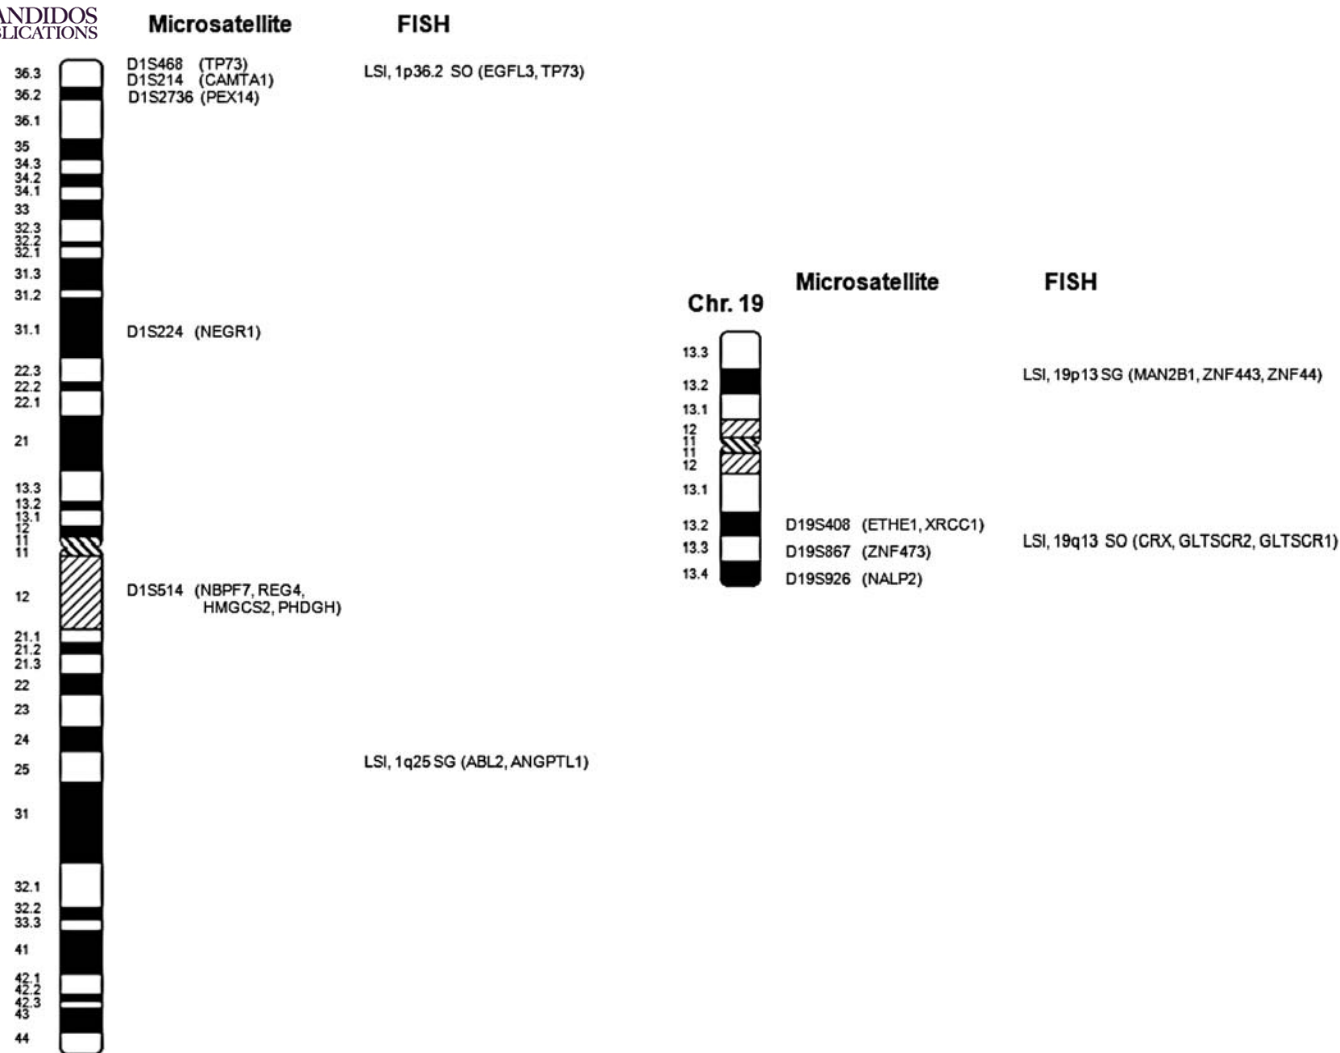 ANDIDOS
BLICATIONS
Microsatellite FISH
36.3
36.2
36.1
35
34.3
34.2
34.1
33
32.3
32.2
32.1
31.3
31.2
31.1
22.3
22.2
22.1
21
13.3
13.2
13.1
12
11
11
12
21.1
21.2
21.3
22
23
24
25
31
32.1
32.2
33.3
41
42.1
42.2
42.3
43
44
D1S468 (TP73)
D1S214 (CAMTA1)
D1S2736 (PEX14)
D1S224 (NEGR1)
D1S514 (NBPF7, REG4,
HMGCS2, PHDGH)
LSI, 1p36.2 SO (EGFL3, TP73)
LSI, 1q25 SG (ABL2, ANGPTL1)
Microsatellite FISH
Chr. 19
13.3
13.2
13.1
12
11
11
12
13.1
13.2
13.3
13.4
D19S408 (ETHE1, XRCC1)
D19S867 (ZNF473)
D19S926 (NALP2)
LSI, 19p13 SG (MAN2B1, ZNF443, ZNF44)
LSI, 19q13 SO (CRX, GLTSCR2, GLTSCR1)